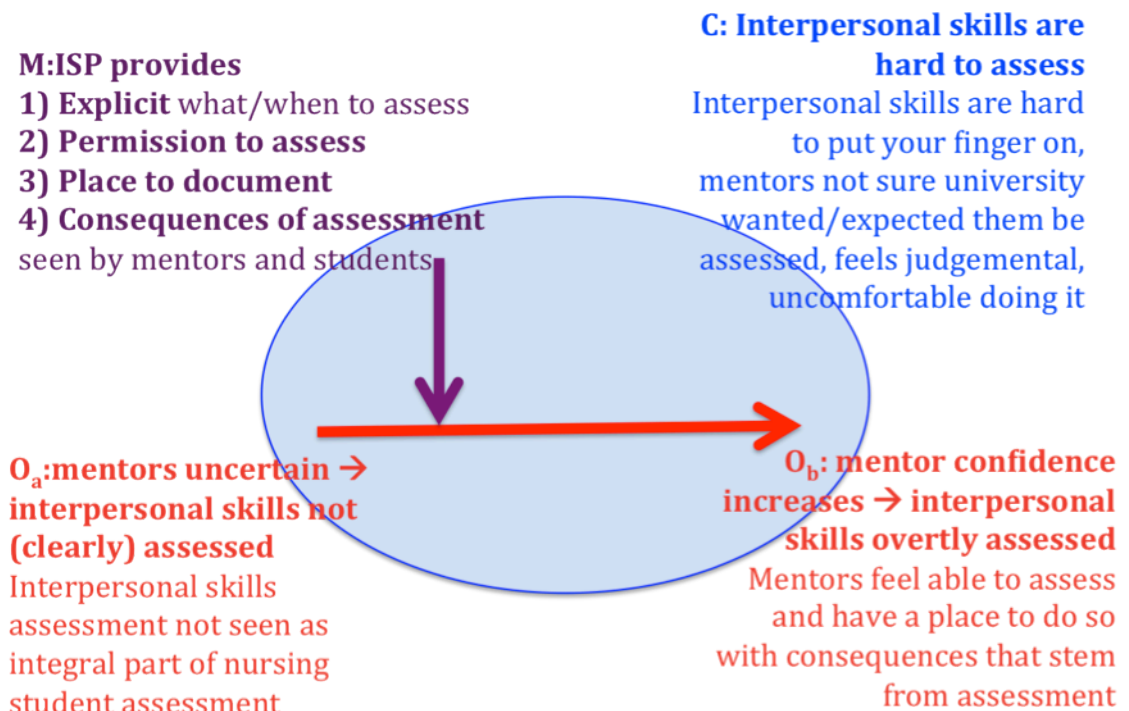 M:ISP provides
1) Explicit what/when to assess
2) Permission to assess
3) Place to document
4) Consequences of assessment
seen by mentors and students
C: Interpersonal skills are
hard to assess
Interpersonal skills are hard
to put your finger on,
mentors not sure university
wanted/expected them be
assessed, feels judgemental,
uncomfortable doing it
Oa:mentors uncertain →
interpersonal skills not
(clearly) assessed
Interpersonal skills
assessment not seen as
integral part of nursing
student assessment
Ob: mentor confidence
increases → interpersonal
skills overtly assessed
Mentors feel able to assess
and have a place to do so
with consequences that stem
from assessment